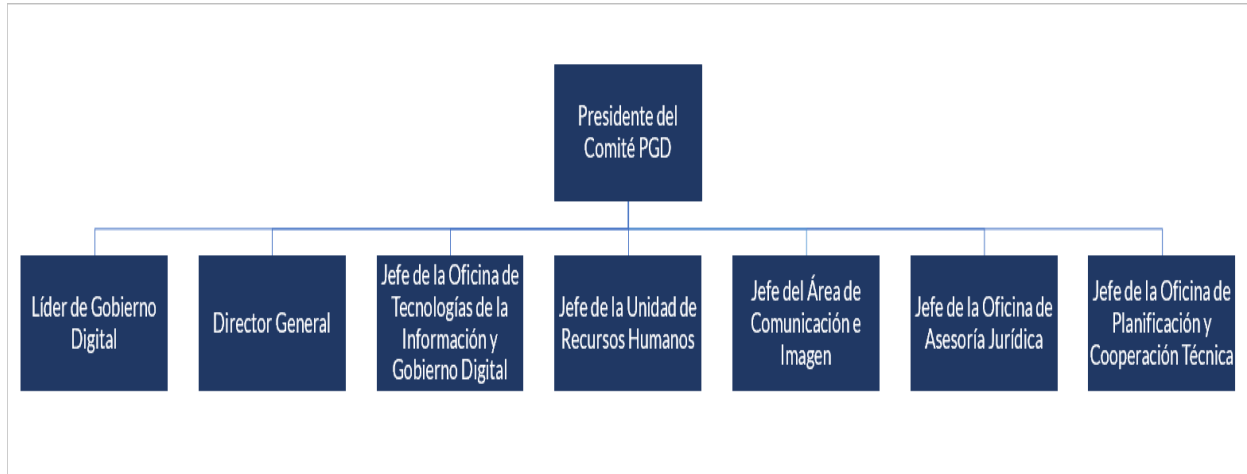 Presidente del
Comité PGD
Líder de Gobierno
Digital
Director General
Jefe de la Oficina de
Tecnologías de la
Información y
Gobierno Digital
Jefe de la Unidad de
Recursos Humanos
Jefe del Área de
Comunicación e
Imagen
Jefe de la Oficina de
Asesoría Jurídica
Jefe de la Oficina de
Planificación y
Cooperación Técnica